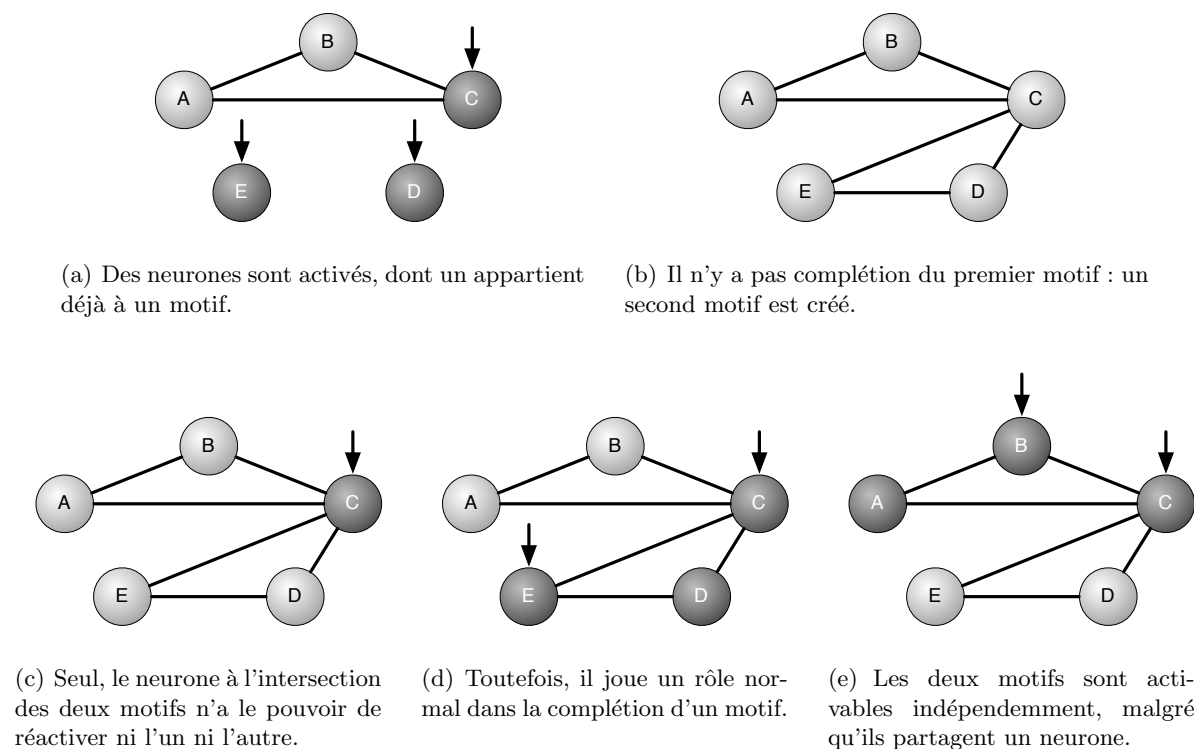 B
A
C
E
D
B
A
C
E
D
(a) Des neurones sont activés, dont un appartient
déjà à un motif.
(b) Il n'y a pas complétion du premier motif : un
second motif est créé.
B
A
C
E
D
B
A
C
E
D
B
A
C
E
D
(c) Seul, le neurone à l'intersection
des deux motifs n'a le pouvoir de
réactiver ni l'un ni l'autre.
(d) Toutefois, il joue un rôle nor-
mal dans la complétion d'un motif.
(e) Les deux motifs sont acti-
vables indépendemment, malgré
qu'ils partagent un neurone.